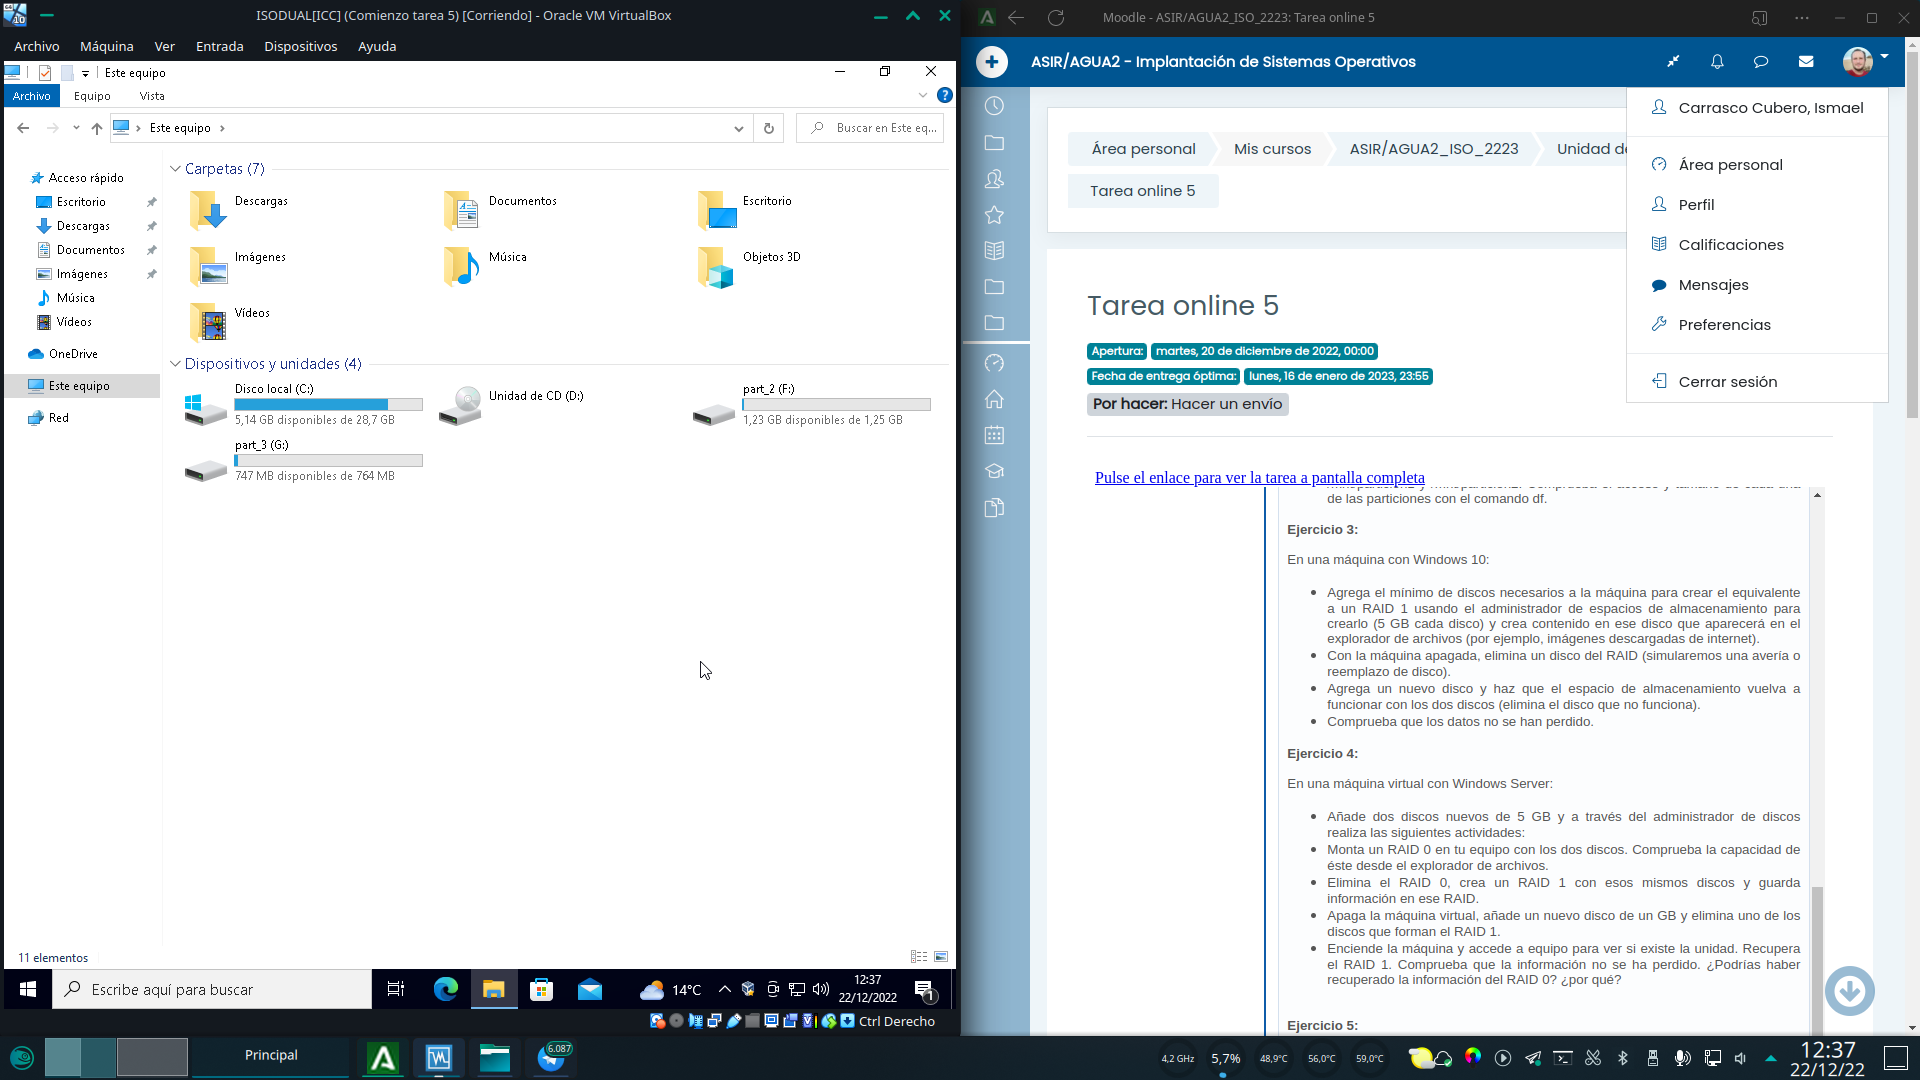 ISODUAL[ICC] (Comienzo tarea 5) [Corriendo] - Oracle VM VirtualBox
Archivo Máquina Ver Entrada Dispositivos Ayuda
Este equipo
Archivo Equipo Vista
Este equipo
Buscar en Este eq...
Acceso rápido
Escritorio
Descargas
Documentos
Imágenes
Música
Vídeos
OneDrive
Este equipo
Red
Carpetas (7)
Descargas
Documentos
Escritorio
Imágenes
Música
Objetos 3D
Vídeos
Dispositivos y unidades (4)
Disco local (C:)
5,14 GB disponibles de 28,7 GB
Unidad de CD (D:)
part_2 (F:)
1,23 GB disponibles de 1,25 GB
part_3 (G:)
747 MB disponibles de 764 MB
11 elementos
Escribe aquí para buscar
14°C
12:37
22/12/2022
1
Ctrl Derecho
Moodle - ASIR/AGUA2_ISO_2223: Tarea online 5
ASIR/AGUA2 - Implantación de Sistemas Operativos
Carrasco Cubero, Ismael
Área personal
Perfil
Calificaciones
Mensajes
Preferencias
Cerrar sesión
Área personal Mis cursos ASIR/AGUA2_ISO_2223 Unidad de
Tarea online 5
Tarea online 5
Apertura: martes, 20 de diciembre de 2022, 00:00
Fecha de entrega óptima: lunes, 16 de enero de 2023, 23:55
Por hacer: Hacer un envío
Pulse el enlace para ver la tarea a pantalla completa
de las particiones con el comando df.
Ejercicio 3:
En una máquina con Windows 10:
Agrega el mínimo de discos necesarios a la máquina para crear el equivalente
a un RAID 1 usando el administrador de espacios de almacenamiento para
crearlo (5 GB cada disco) y crea contenido en ese disco que aparecerá en el
explorador de archivos (por ejemplo, imágenes descargadas de internet).
Con la máquina apagada, elimina un disco del RAID (simularemos una avería o
reemplazo de disco).
Agrega un nuevo disco y haz que el espacio de almacenamiento vuelva a
funcionar con los dos discos (elimina el disco que no funciona).
Comprueba que los datos no se han perdido.
Ejercicio 4:
En una máquina virtual con Windows Server:
Añade dos discos nuevos de 5 GB y a través del administrador de discos
realiza las siguientes actividades:
Monta un RAID 0 en tu equipo con los dos discos. Comprueba la capacidad de
éste desde el explorador de archivos.
Elimina el RAID 0, crea un RAID 1 con esos mismos discos y guarda
información en ese RAID.
Apaga la máquina virtual, añade un nuevo disco de un GB y elimina uno de los
discos que forman el RAID 1.
Enciende la máquina y accede a equipo para ver si existe la unidad. Recupera
el RAID 1. Comprueba que la información no se ha perdido. ¿Podrías haber
recuperado la información del RAID 0? ¿por qué?
Ejercicio 5:
Principal
6.087
4,2 GHz
5,7%
48,9°C
56,0°C
59,0°C
12:37
22/12/22